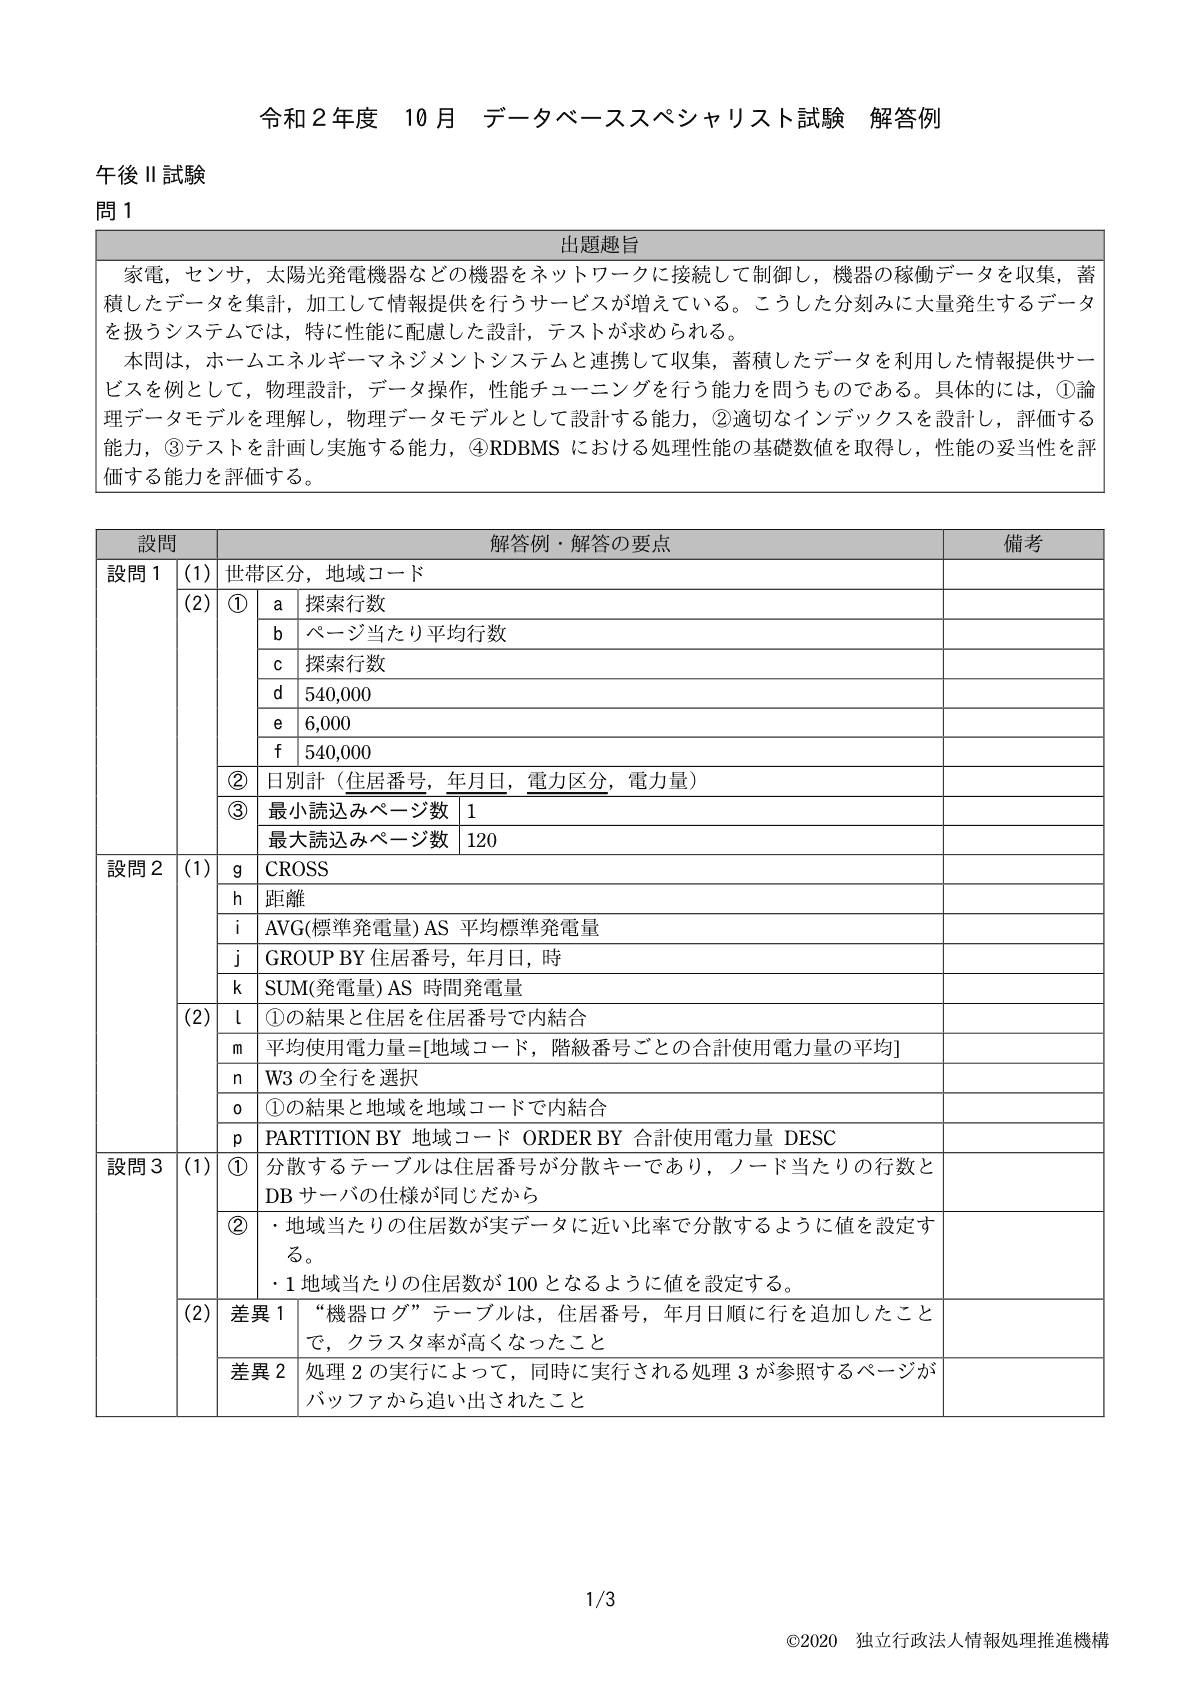 令和２年度　10 月　データベーススペシャリスト試験　解答例
午後Ⅱ試験
問１
出題趣旨
家電，センサ，太陽光発電機器などの機器をネットワークに接続して制御し，機器の稼働データを収集，蓄
積したデータを集計，加工して情報提供を行うサービスが増えている。こうした分刻みに大量発生するデータ
を扱うシステムでは，特に性能に配慮した設計，テストが求められる。
本問は，ホームエネルギーマネジメントシステムと連携して収集，蓄積したデータを利用した情報提供サー
ビスを例として，物理設計，データ操作，性能チューニングを行う能力を問うものである。具体的には，①論
理データモデルを理解し，物理データモデルとして設計する能力，②適切なインデックスを設計し，評価する
能力，③テストを計画し実施する能力，④RDBMS における処理性能の基礎数値を取得し，性能の妥当性を評
価する能力を評価する。
設問 解答例・解答の要点 備考
設問１ (1) 世帯区分，地域コード
(2) ① a 探索行数
b ページ当たり平均行数
c 探索行数
d 540,000
e 6,000
f 540,000
② 日別計（住居番号，年月日，電力区分，電力量）
③ 最小読込みページ数 1
最大読込みページ数 120
設問２ (1) g CROSS
h 距離
i AVG(標準発電量) AS 平均標準発電量
j GROUP BY 住居番号, 年月日, 時
k SUM(発電量) AS 時間発電量
(2) l ①の結果と住居を住居番号で内結合
m 平均使用電力量=[地域コード，階級番号ごとの合計使用電力量の平均]
n W3 の全行を選択
o ①の結果と地域を地域コードで内結合
p PARTITION BY 地域コード ORDER BY 合計使用電力量 DESC
設問３ (1) ① 分散するテーブルは住居番号が分散キーであり，ノード当たりの行数と
DB サーバの仕様が同じだから
② ・地域当たりの住居数が実データに近い比率で分散するように値を設定す
る。
・1 地域当たりの住居数が 100 となるように値を設定する。
(2) 差異１ “機器ログ”テーブルは，住居番号，年月日順に行を追加したこと
で，クラスタ率が高くなったこと
差異２ 処理 2 の実行によって，同時に実行される処理 3 が参照するページが
バッファから追い出されたこと
1/3
©2020　独立行政法人情報処理推進機構